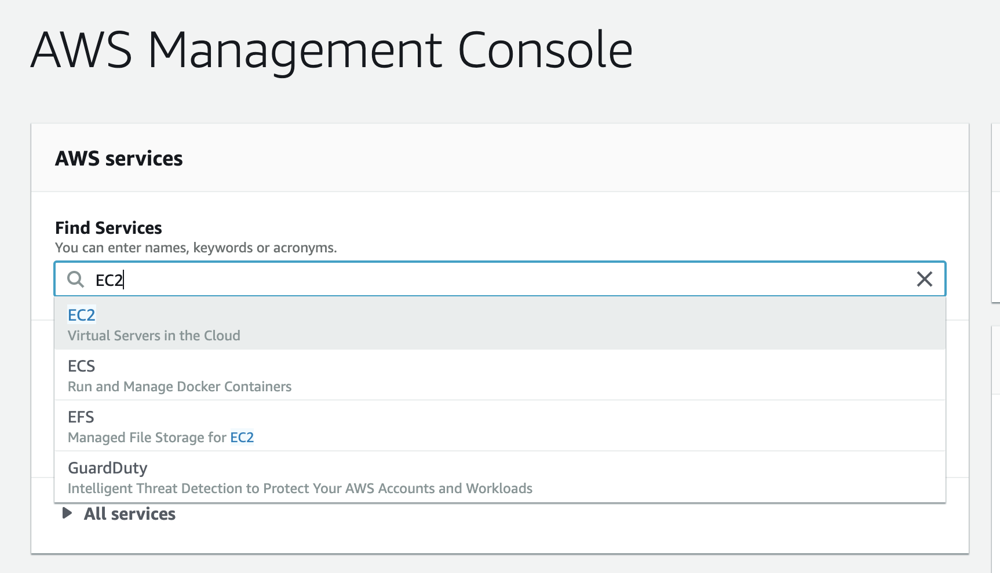 AWS Management Console
AWS services
Find Services
You can enter names, keywords or acronyms.
EC2
EC2
Virtual Servers in the Cloud
ECS
Run and Manage Docker Containers
EFS
Managed File Storage for EC2
GuardDuty
Intelligent Threat Detection to Protect Your AWS Accounts and Workloads
All services